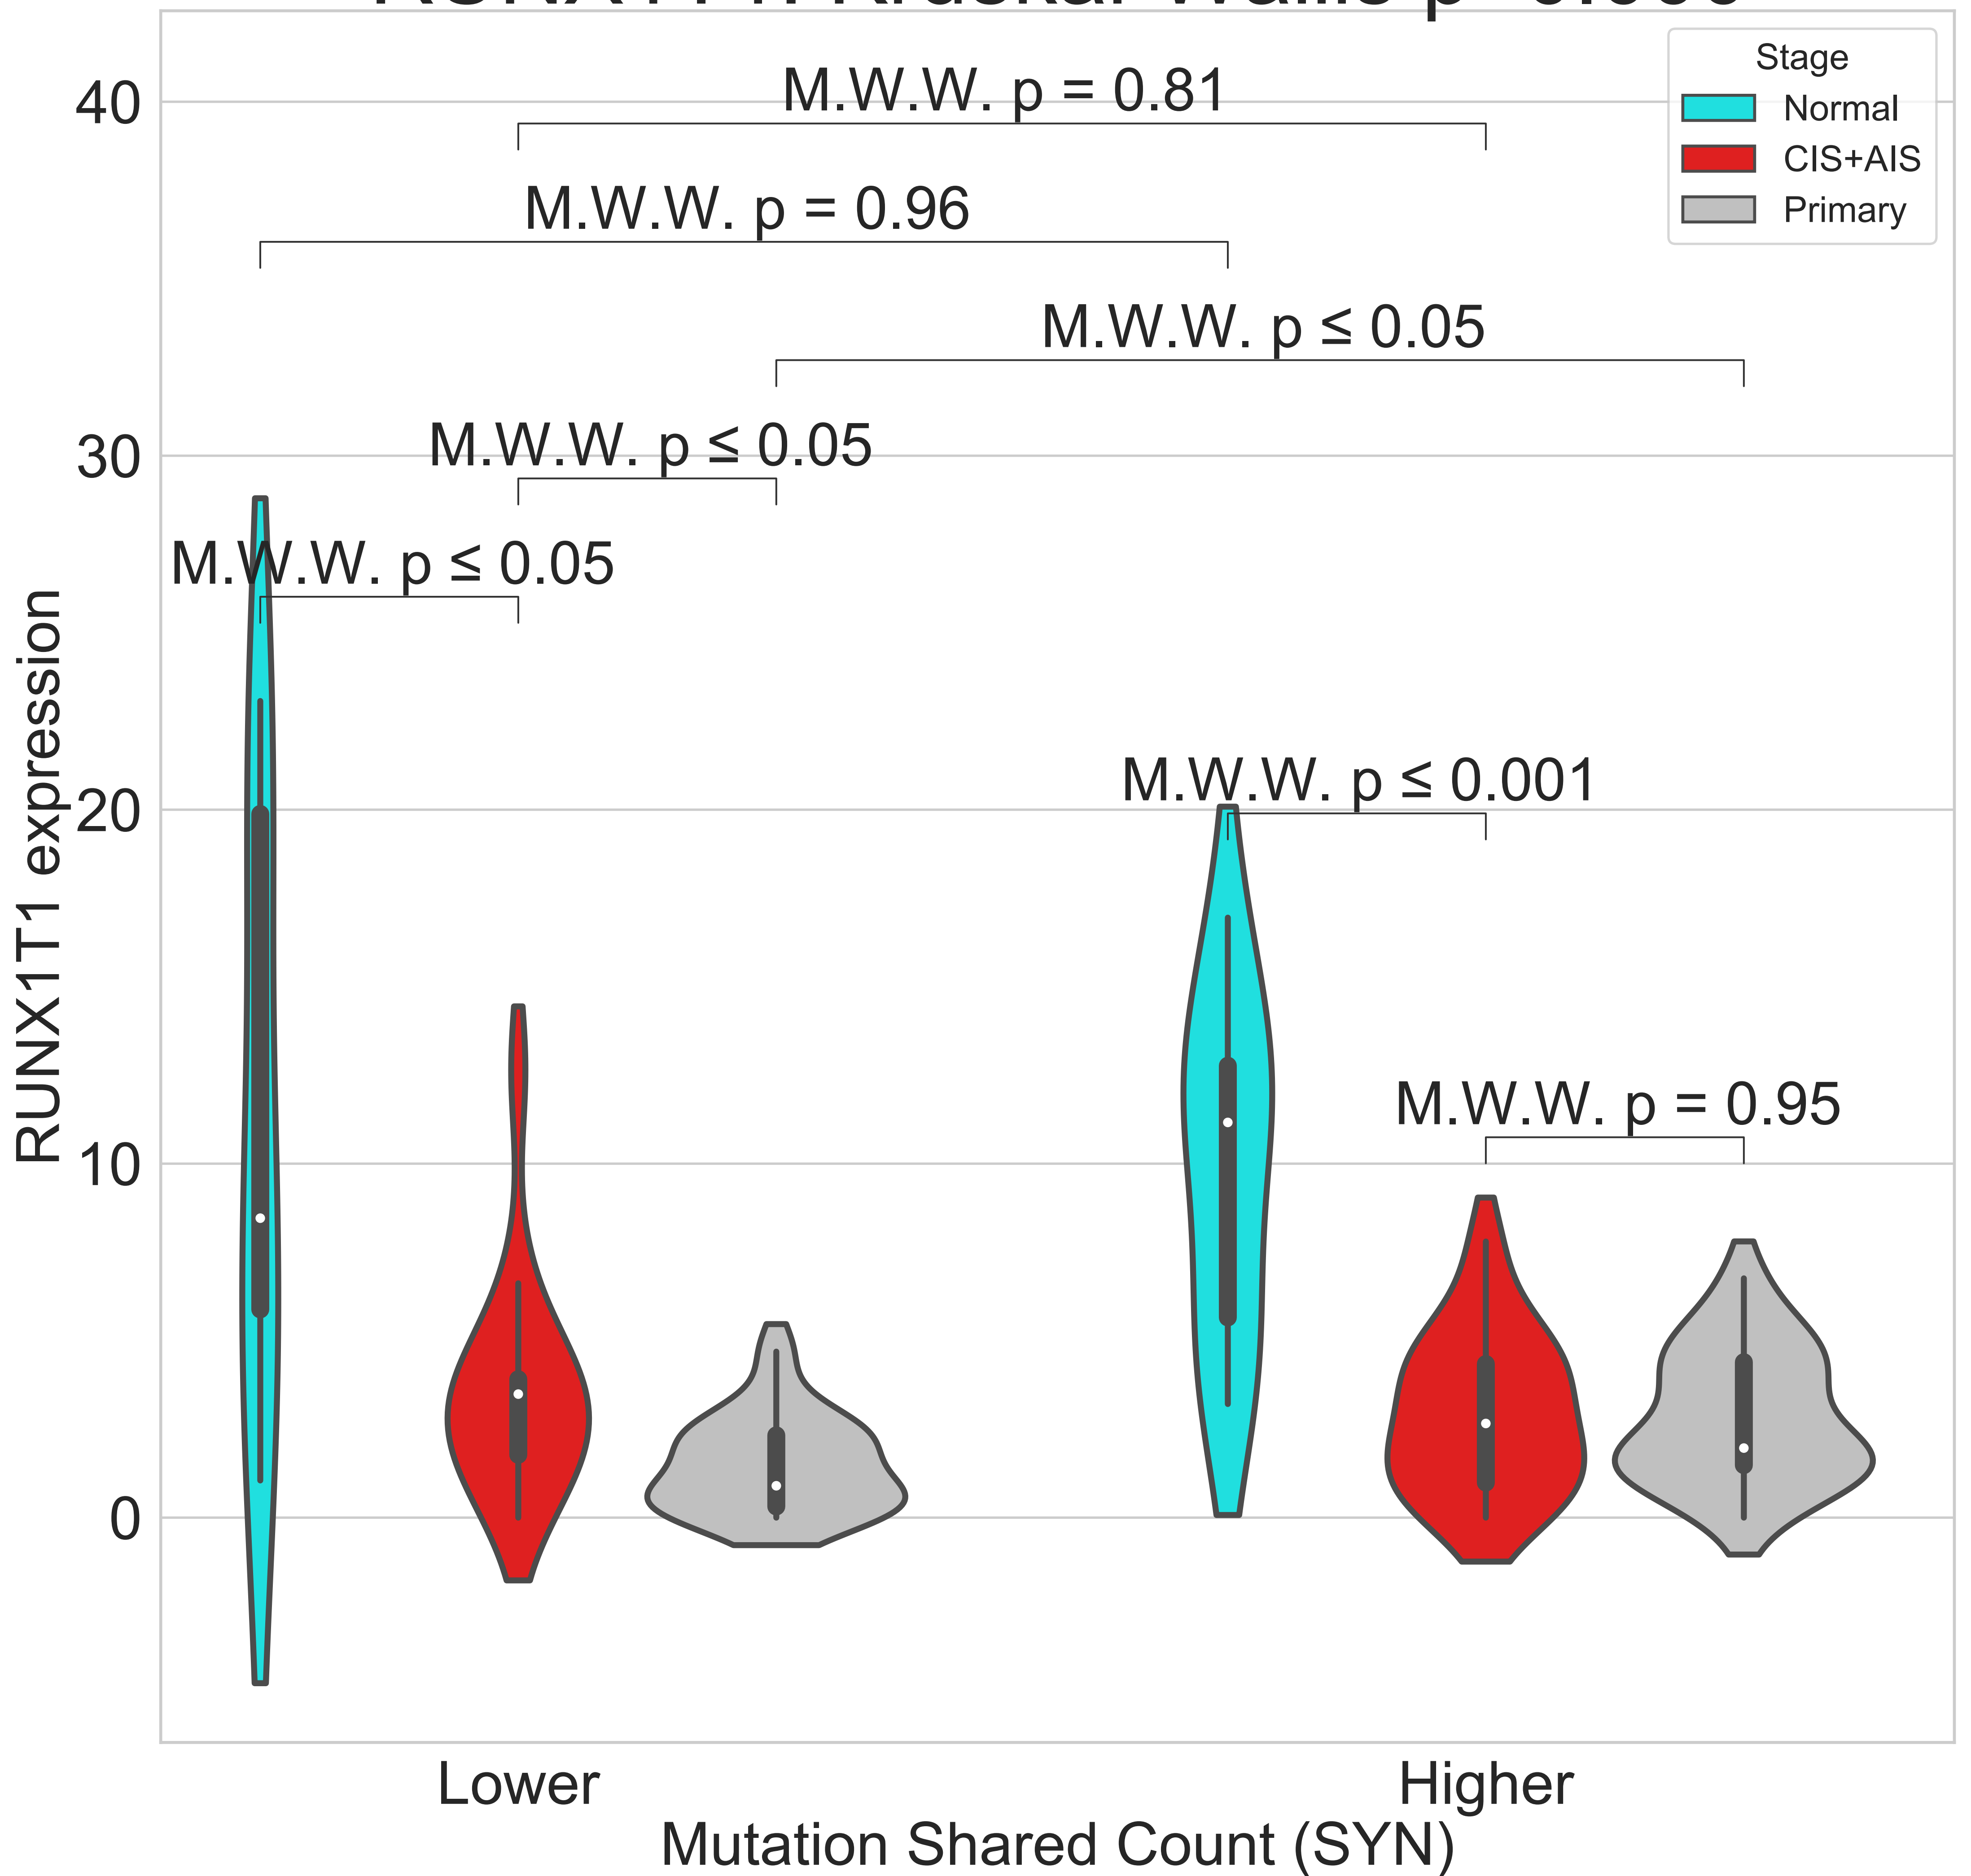 40
30
20
10
0
RUNX1T1 expression
Stage
Normal
CIS+AIS
Primary
M.W.W. p = 0.81
M.W.W. p = 0.96
M.W.W. p ≤ 0.05
M.W.W. p ≤ 0.05
M.W.W. p ≤ 0.05
M.W.W. p ≤ 0.001
M.W.W. p = 0.95
Lower
Higher
Mutation Shared Count (SYN)